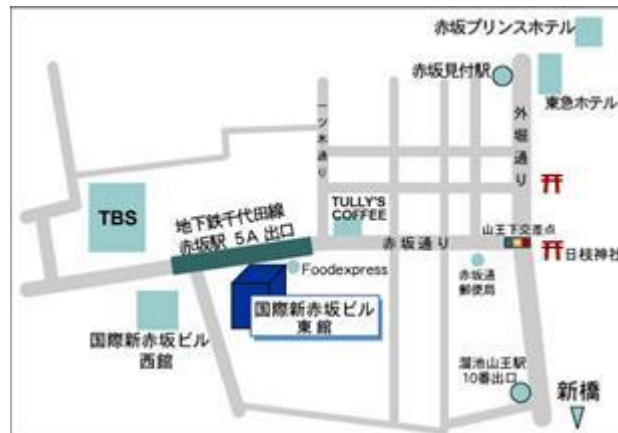 赤坂プリンスホテル
赤坂見付駅
東急ホテル
一ツ木通り
外堀通り
TBS
地下鉄千代田線
赤坂駅 5A 出口
TULLY'S
COFFEE
赤坂通り
山王下交差点
日枝神社
Foodexpress
赤坂通
郵便局
国際新赤坂ビル
東館
国際新赤坂ビル
西館
溜池山王駅
10番出口
新橋